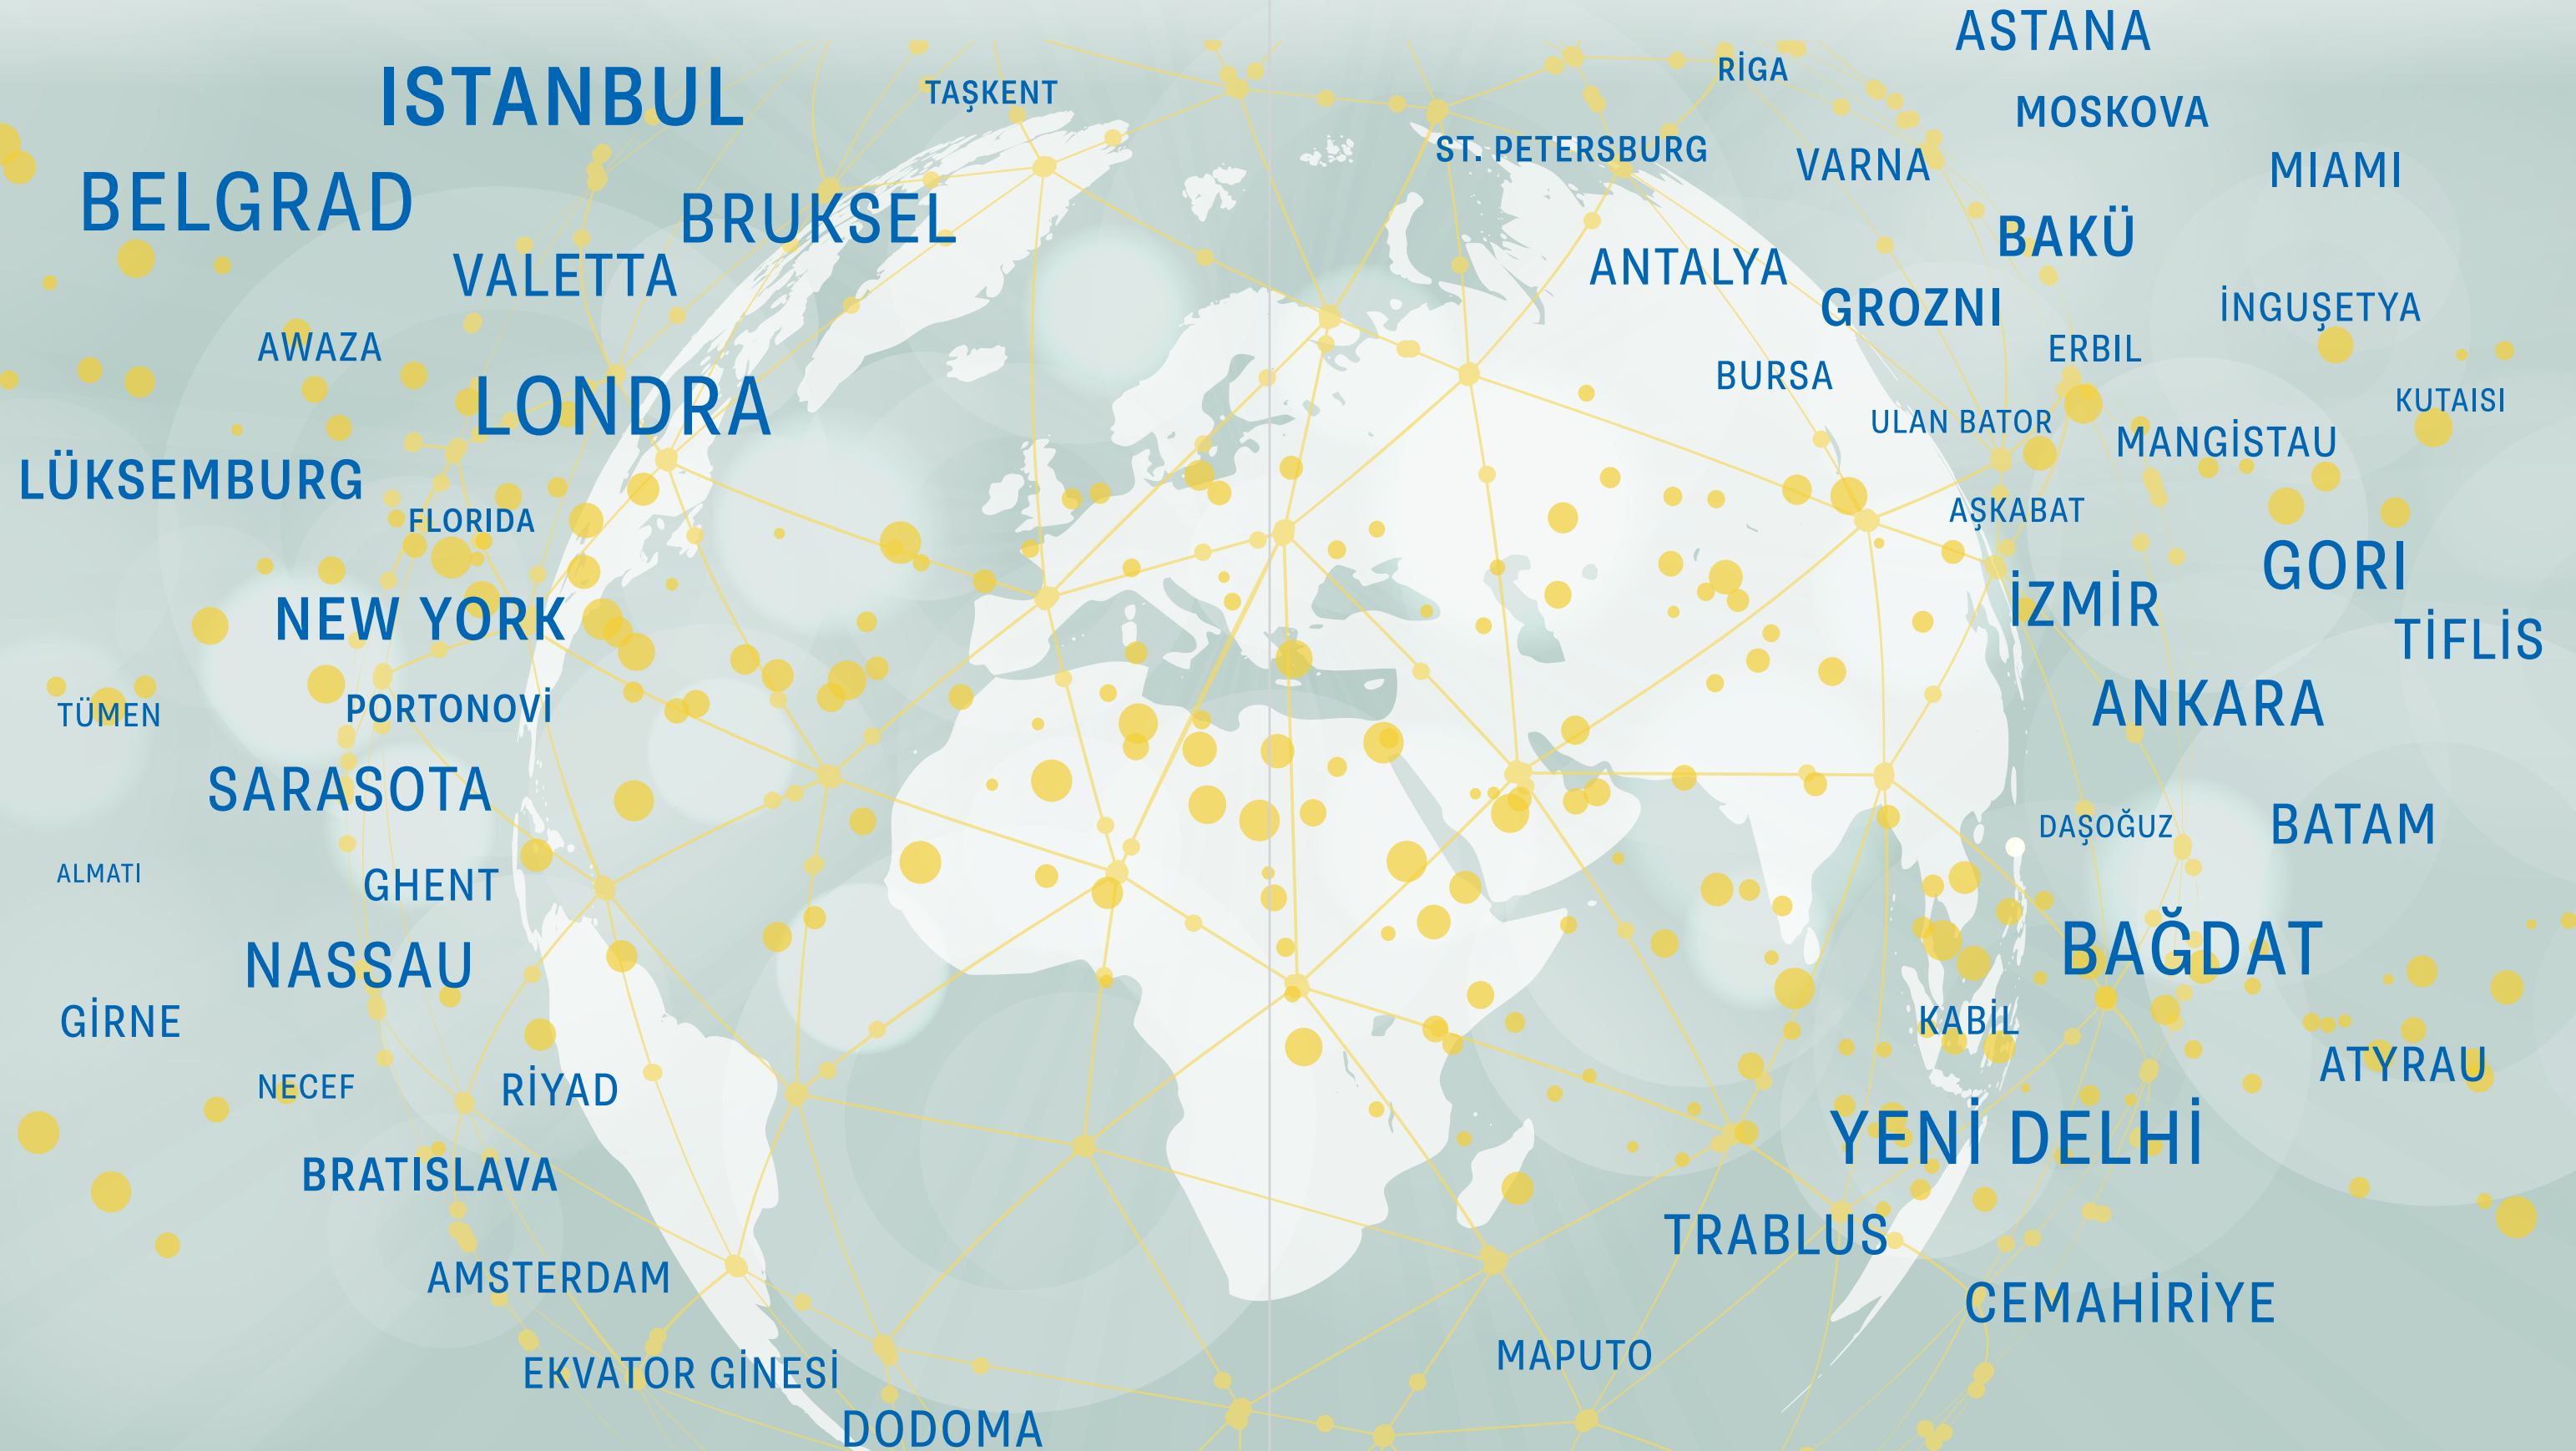 ISTANBUL
TAŞKENT
BELGRAD
BRUKSEL
VALETTA
AWAZA
LONDRA
LÜKSEMBURG
FLORIDA
NEW YORK
TÜMEN
PORTONOVİ
SARASOTA
ALMATI
GHENT
NASSAU
GİRNE
NECEF
RİYAD
BRATISLAVA
AMSTERDAM
EKVATOR GİNESİ
DODOMA
ASTANA
RİGA
MOSKOVA
ST. PETERSBURG
VARNA
MIAMI
BAKÜ
ANTALYA
GROZNI
İNGUŞETYA
ERBIL
BURSA
KUTAISI
ULAN BATOR
MANGİSTAU
AŞKABAT
GORI
İZMİR
TİFLİS
ANKARA
DAŞOĞUZ
BATAM
BAĞDAT
KABİL
ATYRAU
YENİ DELHİ
TRABLUS
CEMAHİRİYE
MAPUTO